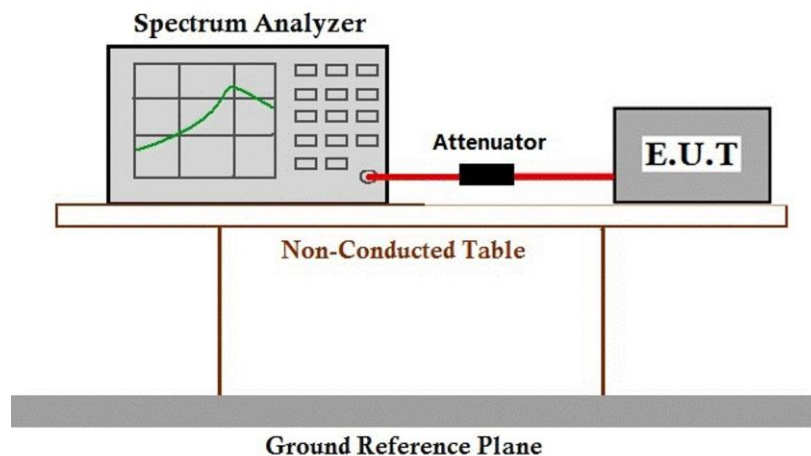 Spectrum Analyzer
Attenuator
E.U.T
Non-Conducted Table
Ground Reference Plane